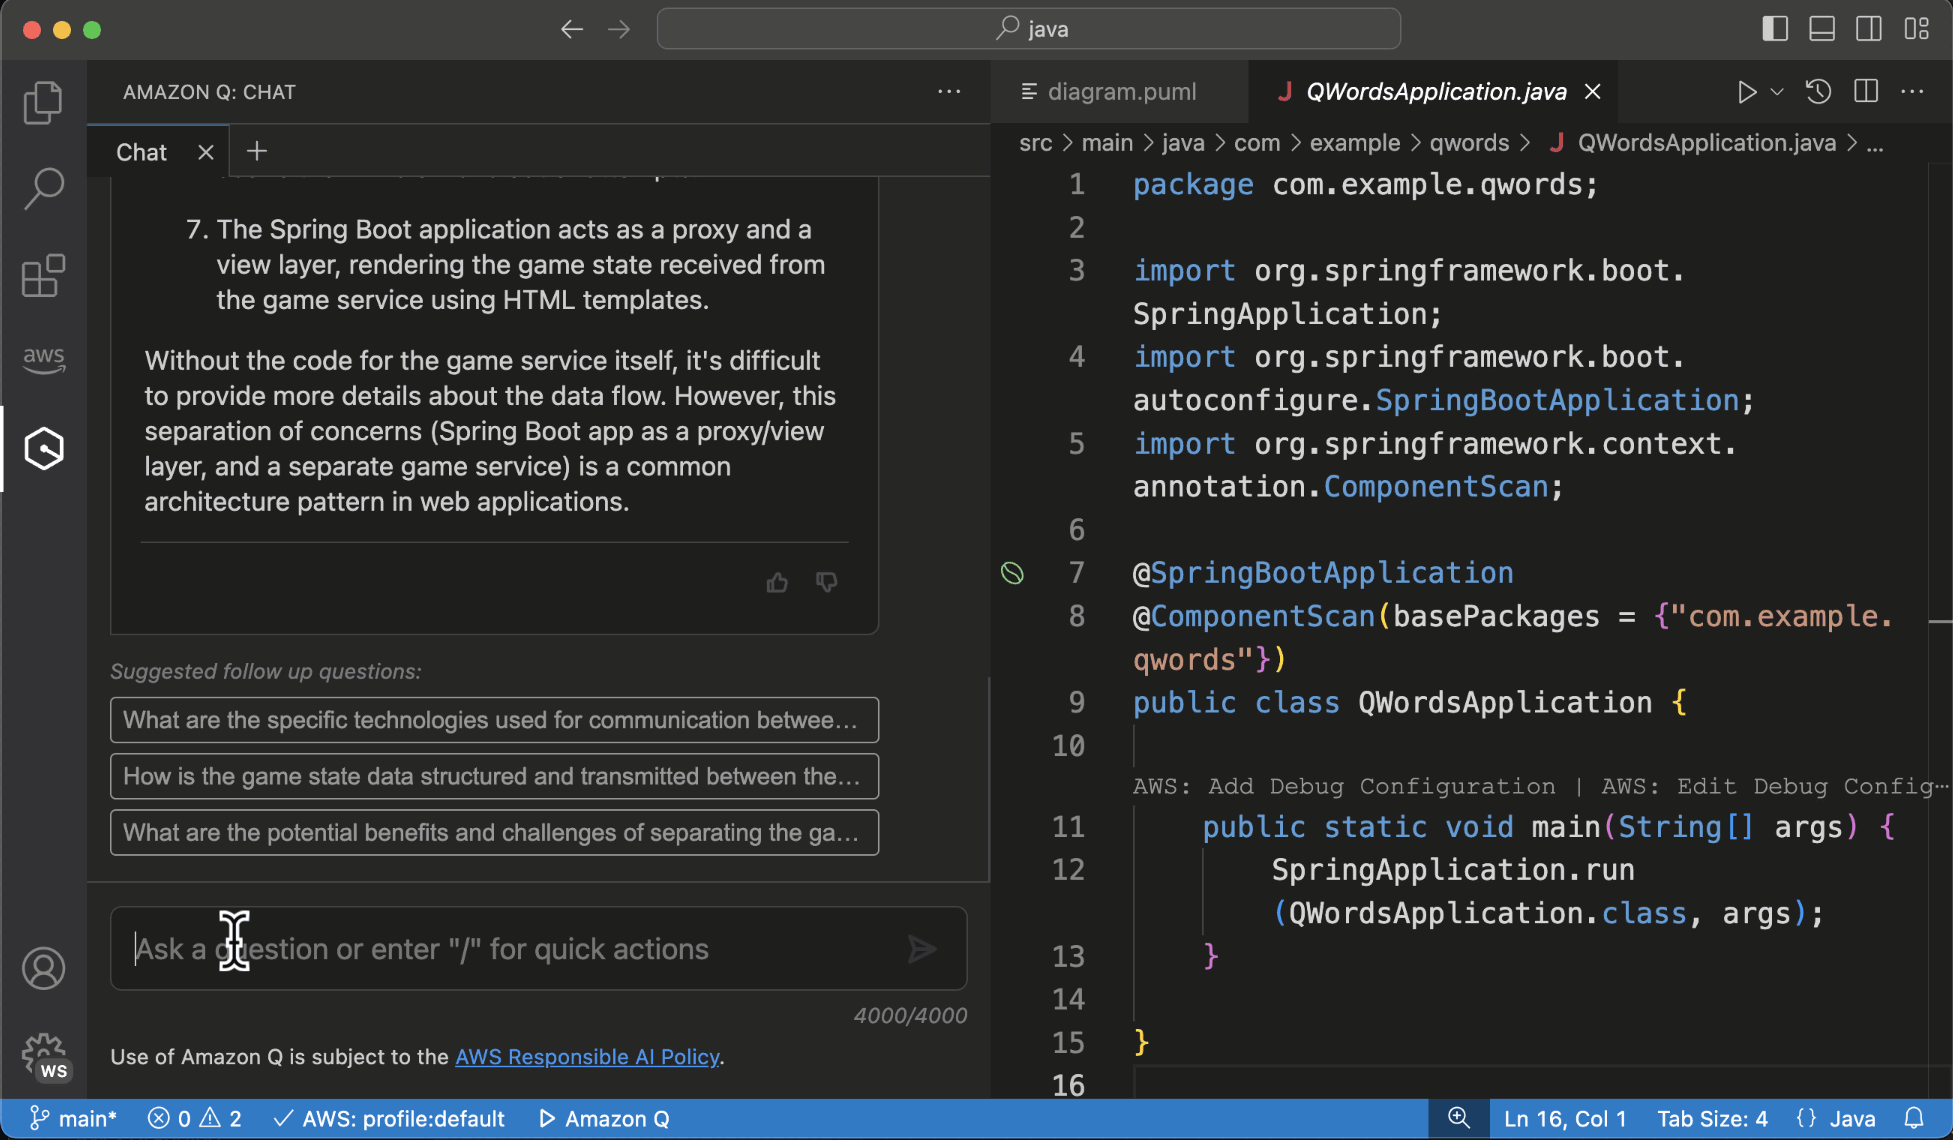 java
AMAZON Q: CHAT
Chat
7. The Spring Boot application acts as a proxy and a
view layer, rendering the game state received from
the game service using HTML templates.
Without the code for the game service itself, it's difficult
to provide more details about the data flow. However, this
separation of concerns (Spring Boot app as a proxy/view
layer, and a separate game service) is a common
architecture pattern in web applications.
Suggested follow up questions:
What are the specific technologies used for communication betwee...
How is the game state data structured and transmitted between the...
What are the potential benefits and challenges of separating the ga...
Ask a question or enter "/" for quick actions
4000/4000
Use of Amazon Q is subject to the AWS Responsible AI Policy.
aws
WS
diagram.puml
J QWordsApplication.java
src > main > java > com > example > qwords > J QWordsApplication.java > ...
1 package com.example.qwords;
2
3 import org.springframework.boot.
SpringApplication;
4 import org.springframework.boot.
autoconfigure.SpringBootApplication;
5 import org.springframework.context.
annotation.ComponentScan;
6
7 @SpringBootApplication
8 @ComponentScan(basePackages = {"com.example.
qwords"})
9 public class QWordsApplication {
10
AWS: Add Debug Configuration | AWS: Edit Debug Config…
11 public static void main(String[] args) {
12 SpringApplication.run
(QWordsApplication.class, args);
13 }
14
15 }
16
main* 0 2 AWS: profile:default Amazon Q Ln 16, Col 1 Tab Size: 4 {} Java